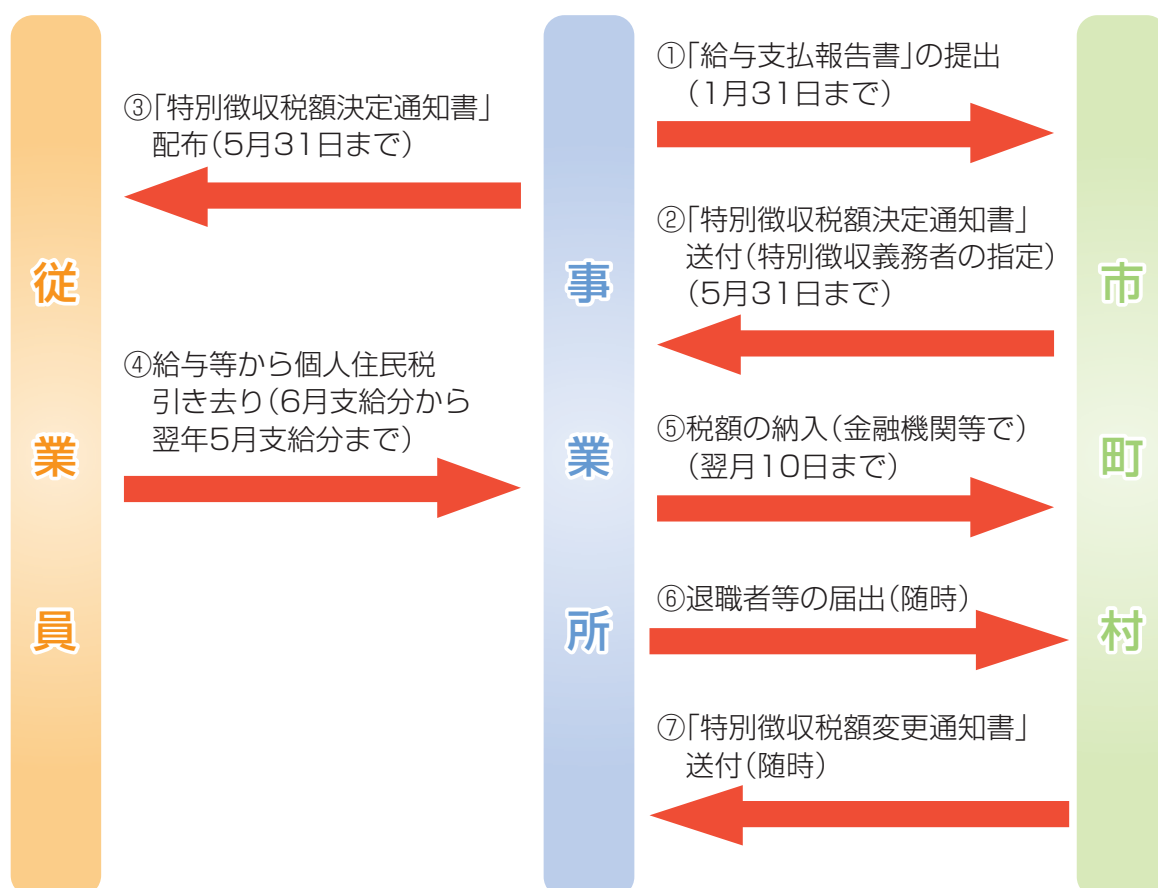 従業員
事業所
市町村
①「給与支払報告書」の提出
(1月31日まで)
②「特別徴収税額決定通知書」
送付(特別徴収義務者の指定)
(5月31日まで)
③「特別徴収税額決定通知書」
配布(5月31日まで)
④給与等から個人住民税
引き去り(6月支給分から
翌年5月支給分まで)
⑤税額の納入(金融機関等で)
(翌月10日まで)
⑥退職者等の届出(随時)
⑦「特別徴収税額変更通知書」
送付(随時)